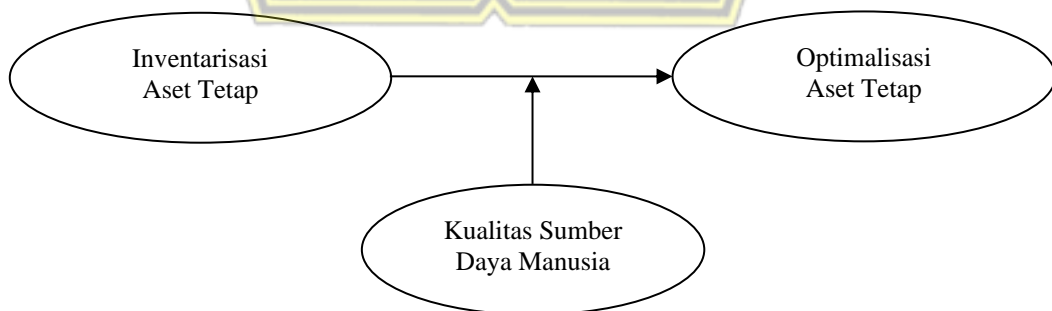 Inventarisasi
Aset Tetap
Optimalisasi
Aset Tetap
Kualitas Sumber
Daya Manusia